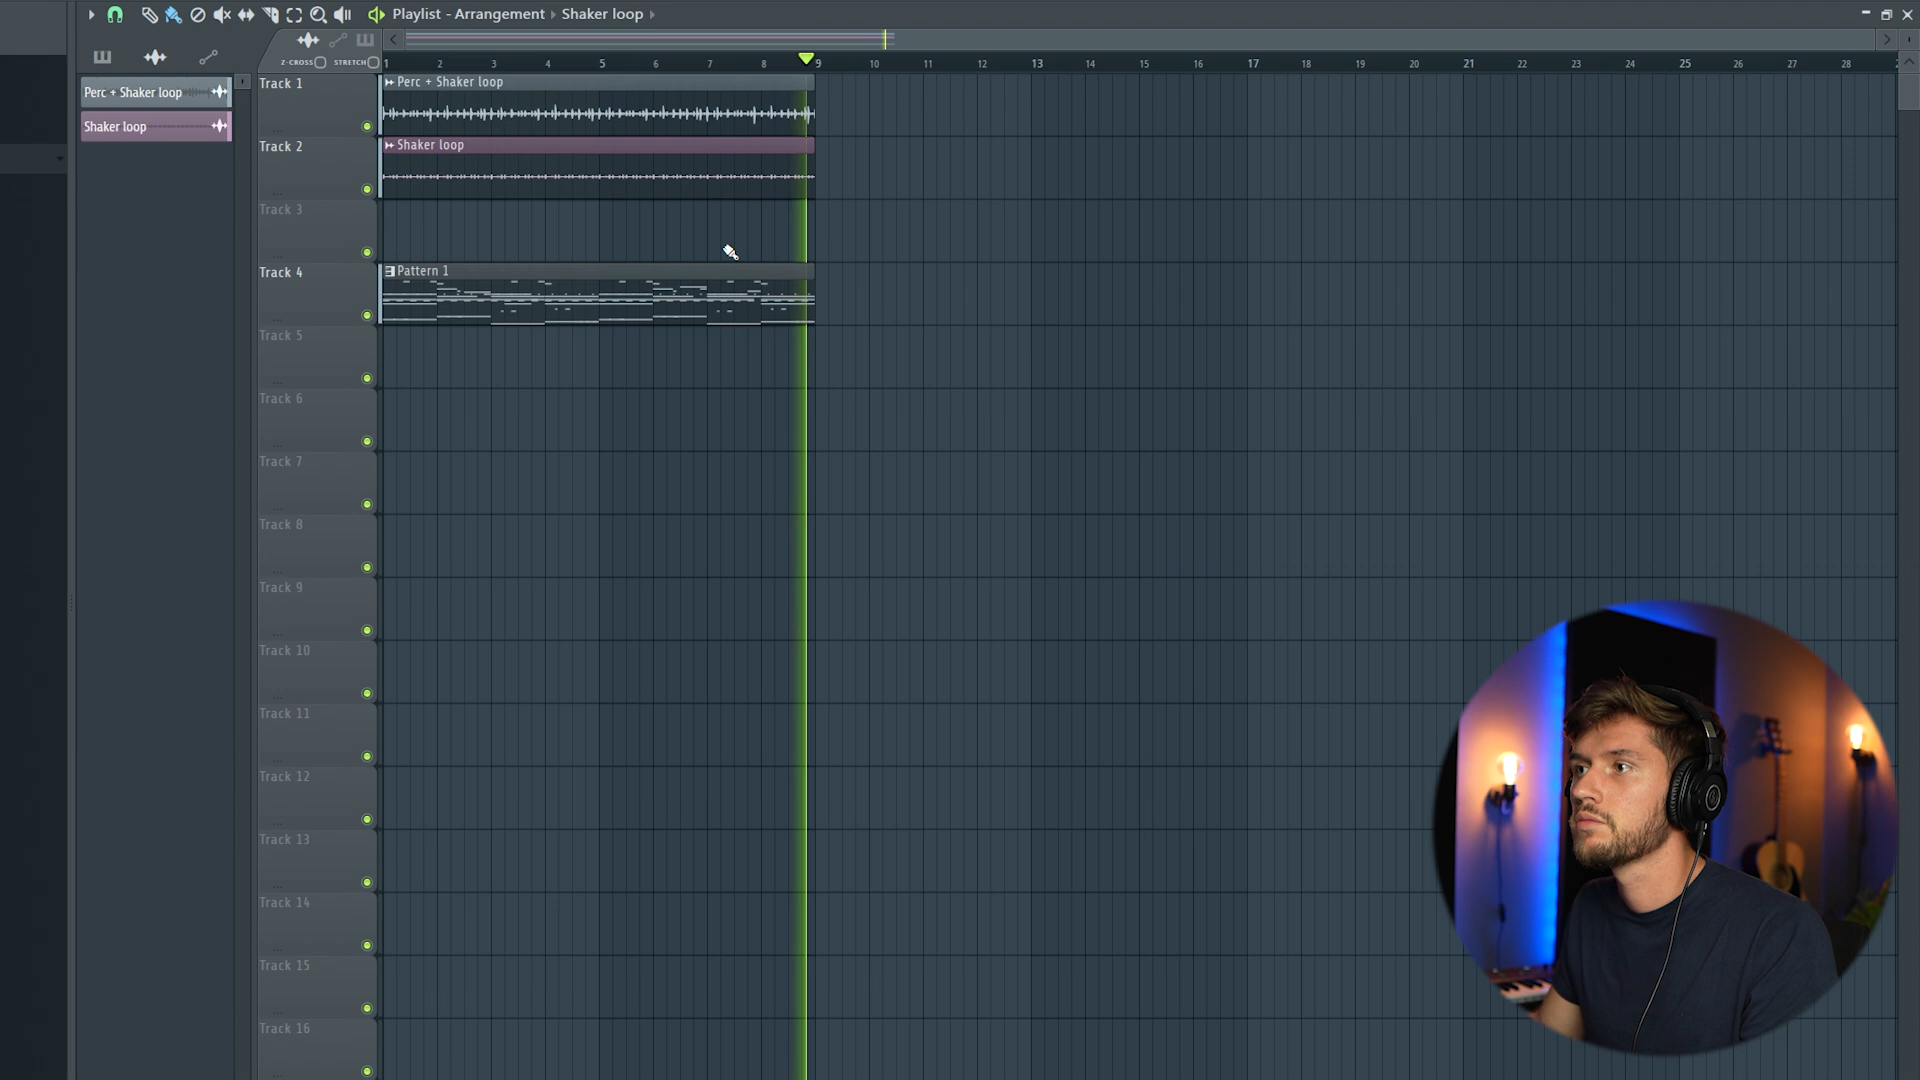 Playlist - Arrangement › Shaker loop ›
Z-CROSS STRETCH
1 2 3 4 5 6 7 8 9 10 11 12 13 14 15 16 17 18 19 20 21 22 23 24 25 26 27 28
Perc + Shaker loop
Shaker loop
Track 1
Perc + Shaker loop
Track 2
Shaker loop
Track 3
Track 4
Pattern 1
Track 5
Track 6
Track 7
Track 8
Track 9
Track 10
Track 11
Track 12
Track 13
Track 14
Track 15
Track 16